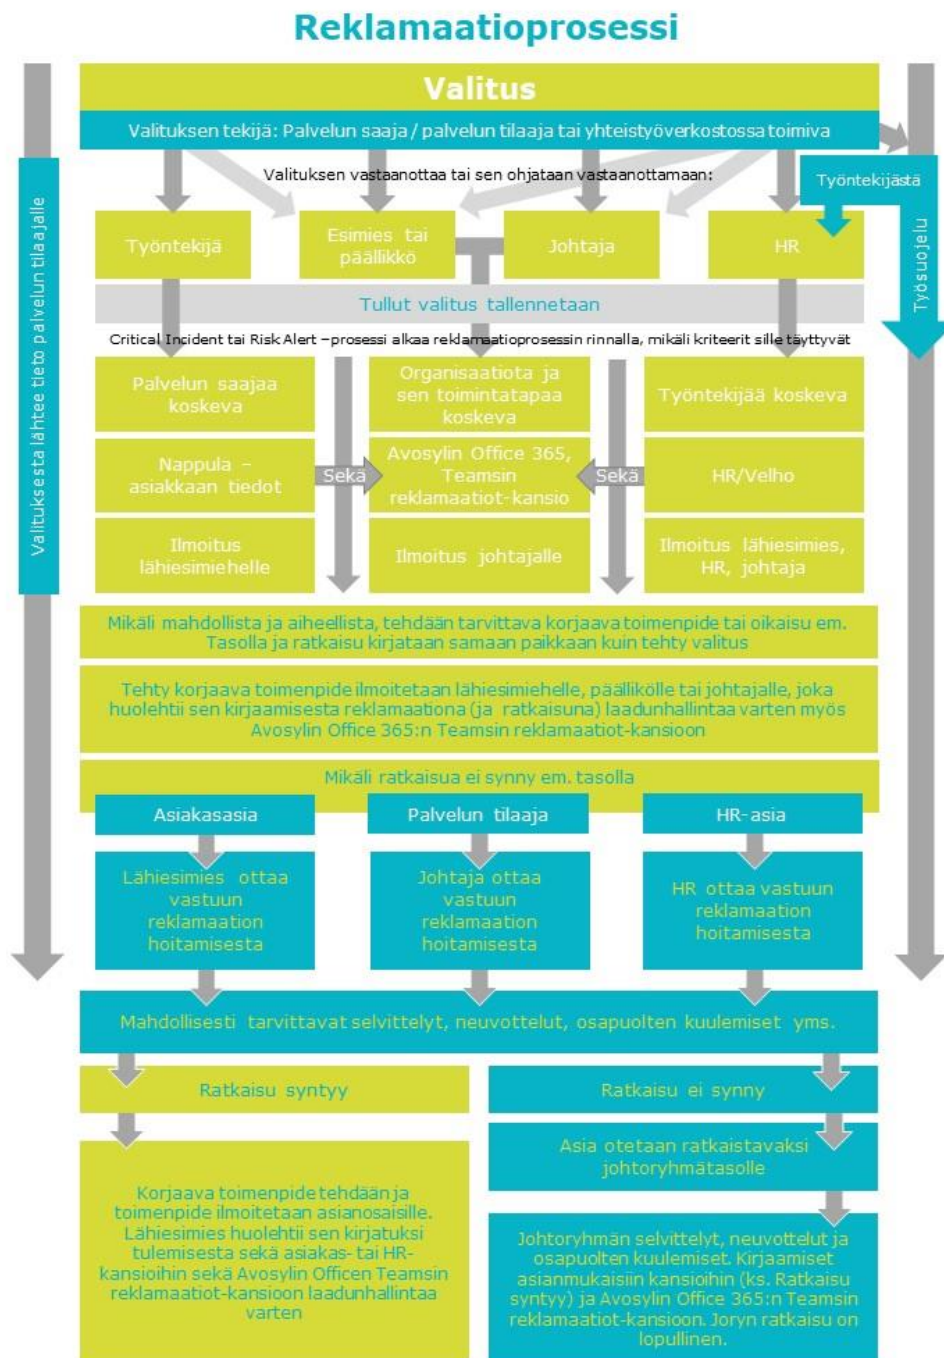 Reklamaatioprosessi
Valitus
Valituksen tekijä: Palvelun saaja / palvelun tilaaja tai yhteistyöverkostossa toimiva
Valituksen vastaanottaa tai sen ohjataan vastaanottamaan:
Työntekijästä
Työsuojelu
Valituksesta lähtee tieto palvelun tilaajalle
Työntekijä
Esimies tai
päällikkö
Johtaja
HR
Tullut valitus tallennetaan
Critical Incident tai Risk Alert –prosessi alkaa reklamaatioprosessin rinnalla, mikäli kriteerit sille täyttyvät
Palvelun saajaa
koskeva
Organisaatiota ja
sen toimintatapaa
koskeva
Työntekijää koskeva
Nappula –
asiakkaan tiedot
Sekä
Avosylin Office 365,
Teamsin
reklamaatiot-kansio
Sekä
HR/Velho
Ilmoitus
lähiesimiehelle
Ilmoitus johtajalle
Ilmoitus lähiesimies,
HR, johtaja
Mikäli mahdollista ja aiheellista, tehdään tarvittava korjaava toimenpide tai oikaisu em.
Tasolla ja ratkaisu kirjataan samaan paikkaan kuin tehty valitus
Tehty korjaava toimenpide ilmoitetaan lähiesimiehelle, päällikölle tai johtajalle, joka
huolehtii sen kirjaamisesta reklamaationa (ja ratkaisuna) laadunhallintaa varten myös
Avosylin Office 365:n Teamsin reklamaatiot-kansioon
Mikäli ratkaisua ei synny em. tasolla
Asiakasasia
Palvelun tilaaja
HR-asia
Lähiesimies ottaa
vastuun
reklamaation
hoitamisesta
Johtaja ottaa
vastuun
reklamaation
hoitamisesta
HR ottaa vastuun
reklamaation
hoitamisesta
Mahdollisesti tarvittavat selvittelyt, neuvottelut, osapuolten kuulemiset yms.
Ratkaisu syntyy
Ratkaisu ei synny
Asia otetaan ratkaistavaksi
johtoryhmätasolle
Korjaava toimenpide tehdään ja
toimenpide ilmoitetaan asianosaisille.
Lähiesimies huolehtii sen kirjatuksi
tulemisesta sekä asiakas- tai HR-
kansioihin sekä Avosylin Officen Teamsin
reklamaatiot-kansioon laadunhallintaa
varten
Johtoryhmän selvittelyt, neuvottelut ja
osapuolten kuulemiset. Kirjaamiset
asianmukaisiin kansioihin (ks. Ratkaisu
syntyy) ja Avosylin Office 365:n Teamsin
reklamaatiot-kansioon. Joryn ratkaisu on
lopullinen.